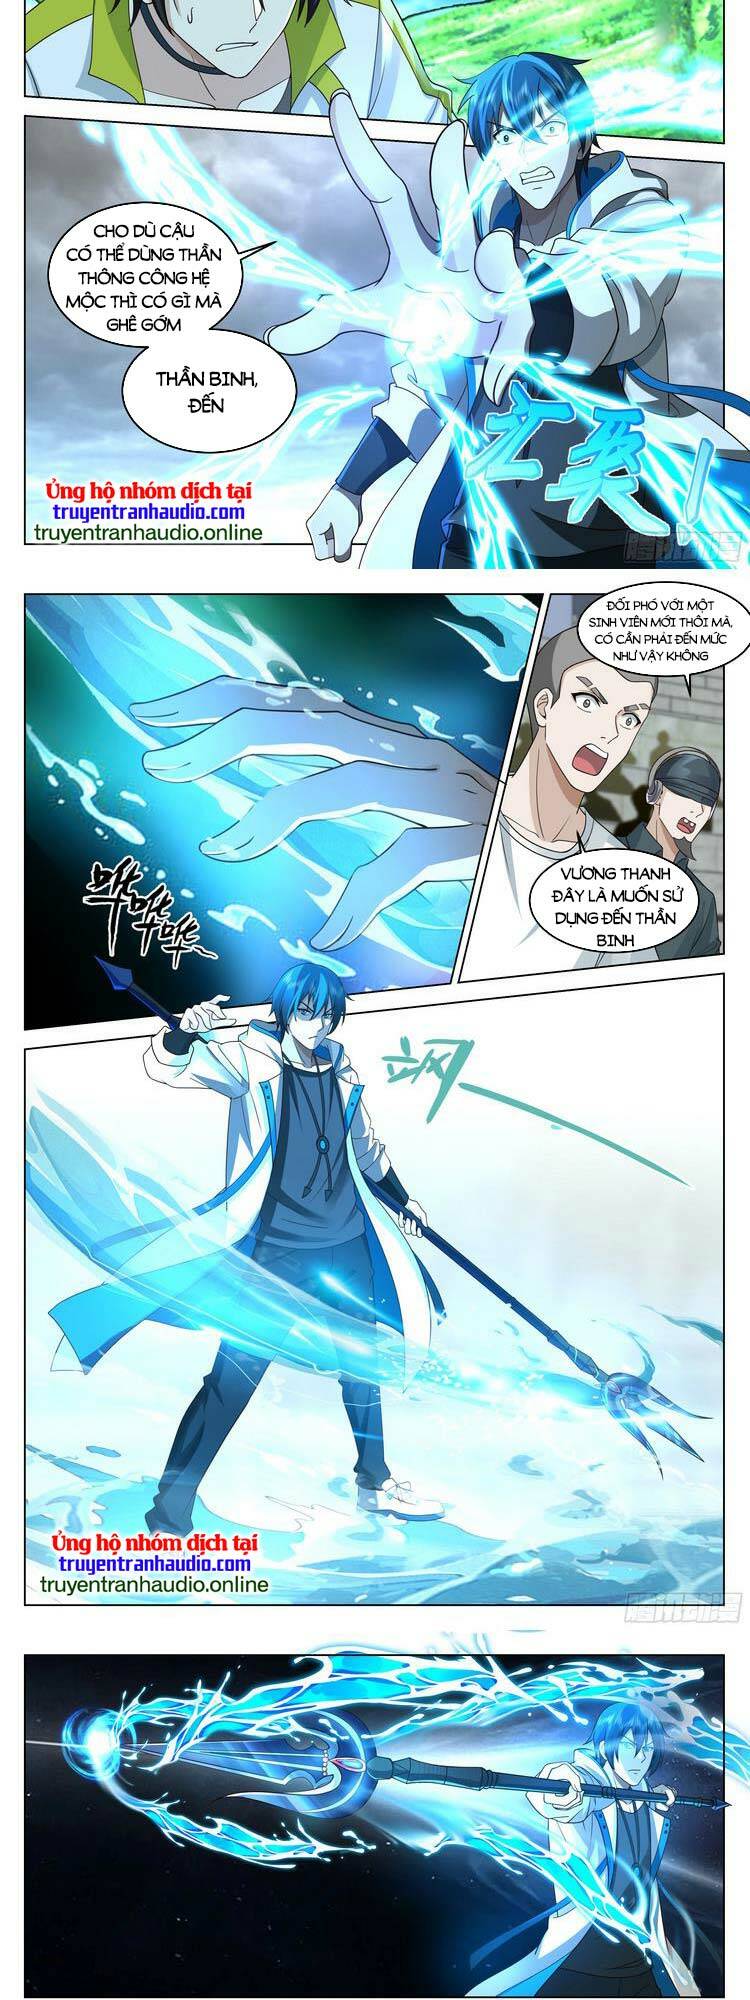 CHO DÙ CẬU
CÓ THỂ DÙNG THẦN
THÔNG CÔNG HỆ
MỘC THÌ CÓ GÌ MÀ
GHÊ GỚM
THẦN BINH,
ĐẾN
Ủng hộ nhóm dịch tại
truyentranhaudio.com
truyentranhaudio.online
ĐỐI PHÓ VỚI MỘT
SINH VIÊN MỚI THÔI MÀ,
CÓ CẦN PHẢI ĐẾN MỨC
NHƯ VẬY KHÔNG
VƯƠNG THANH
ĐÂY LÀ MUỐN SỬ
DỤNG ĐẾN THẦN
BINH
哗哗哗~
Ủng hộ nhóm dịch tại
truyentranhaudio.com
truyentranhaudio.online